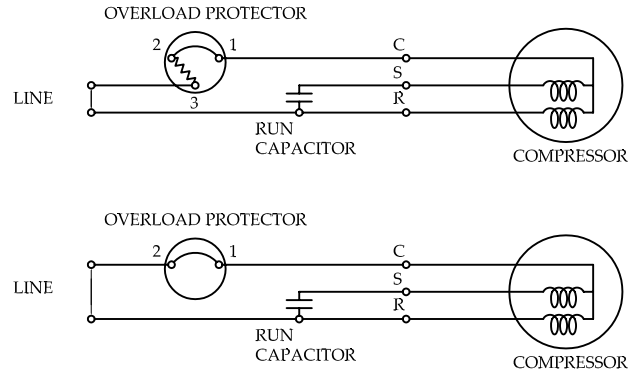 OVERLOAD PROTECTOR
2 1 C
S
LINE 3 R
RUN
CAPACITOR
COMPRESSOR
OVERLOAD PROTECTOR
2 1 C
S
LINE R
RUN
CAPACITOR
COMPRESSOR